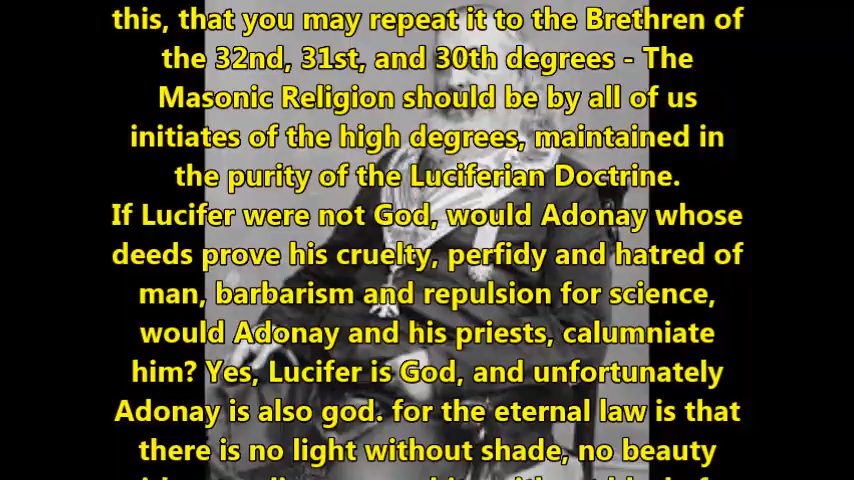 this, that you may repeat it to the Brethren of
the 32nd, 31st, and 30th degrees - The
Masonic Religion should be by all of us
initiates of the high degrees, maintained in
the purity of the Luciferian Doctrine.
If Lucifer were not God, would Adonay whose
deeds prove his cruelty, perfidy and hatred of
man, barbarism and repulsion for science,
would Adonay and his priests, calumniate
him? Yes, Lucifer is God, and unfortunately
Adonay is also god. for the eternal law is that
there is no light without shade, no beauty